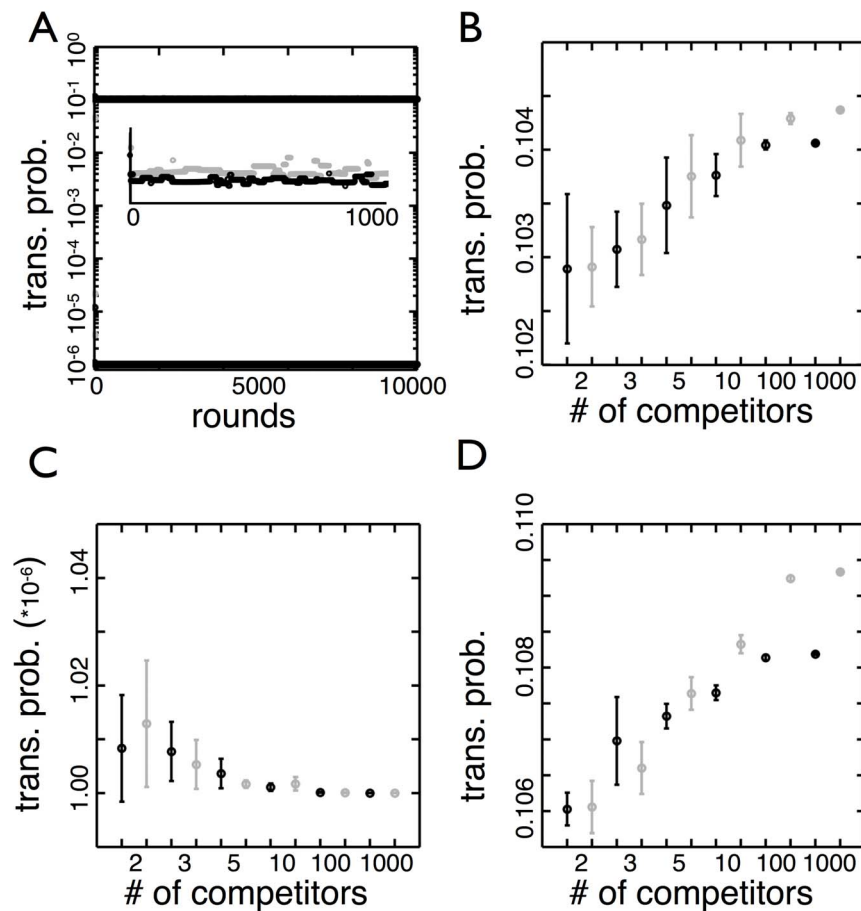 A
trans. prob.
10⁰
10⁻¹
10⁻²
10⁻³
10⁻⁴
10⁻⁵
10⁻⁶
0 1000
0 5000 10000
rounds
B
trans. prob.
0.104
0.103
0.102
2 3 5 10 100 1000
# of competitors
C
trans. prob. (*10⁻⁶)
1.04
1.02
1.00
2 3 5 10 100 1000
# of competitors
D
trans. prob.
0.110
0.108
0.106
2 3 5 10 100 1000
# of competitors